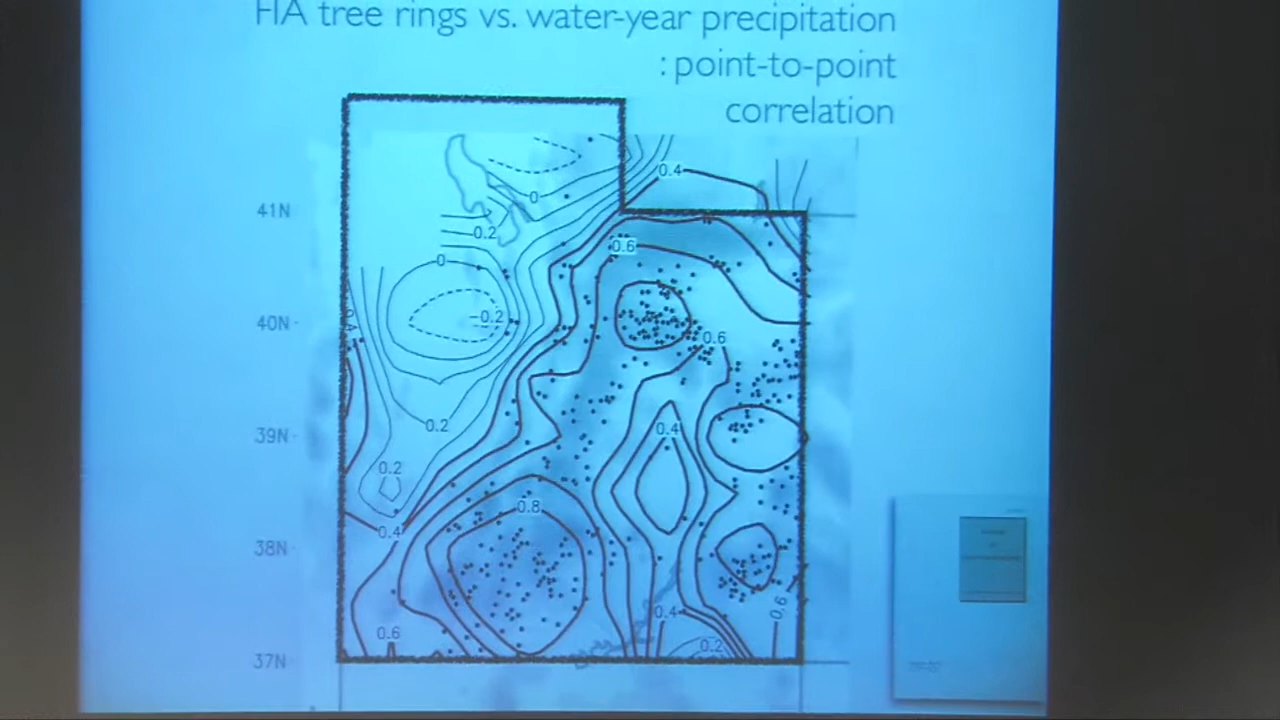 FIA tree rings vs. water-year precipitation
: point-to-point
correlation
0.4
0
41N
0.2
0.6
0
40N
-0.2
0.6
0.2
0.4
39N
0.2
0.8
0.4
38N
0.4
0.6
0.6
0.2
37N